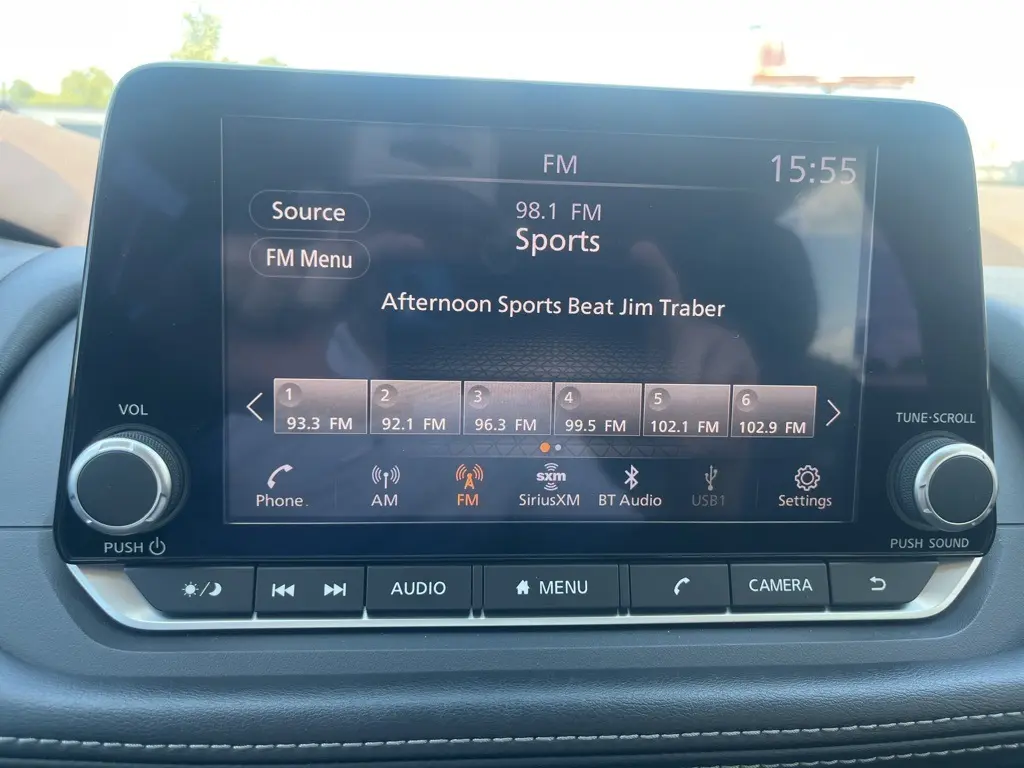 FM
15:55
Source
98.1 FM
Sports
FM Menu
Afternoon Sports Beat Jim Traber
1
2
3
4
5
6
93.3 FM
92.1 FM
96.3 FM
99.5 FM
102.1 FM
102.9 FM
Phone
AM
FM
sxm
SiriusXM
BT Audio
USB1
Settings
VOL
PUSH
TUNE·SCROLL
PUSH SOUND
AUDIO
MENU
CAMERA